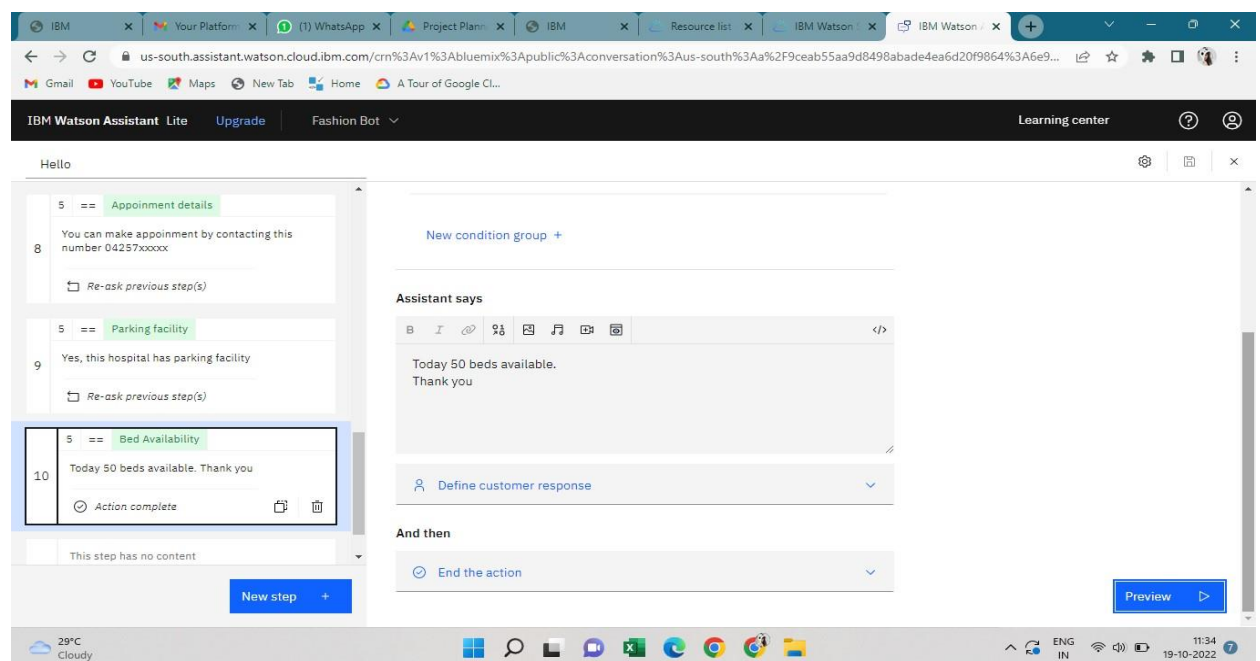 IBM
Your Platform
(1) WhatsApp
Project Plann
IBM
Resource list
IBM Watson S
IBM Watson A
us-south.assistant.watson.cloud.ibm.com/crn%3Av1%3Abluemix%3Apublic%3Aconversation%3Aus-south%3Aa%2F9ceab55aa9d8498abade4ea6d20f9864%3A6e9...
Gmail YouTube Maps New Tab Home A Tour of Google Cl...
IBM Watson Assistant Lite Upgrade Fashion Bot Learning center
Hello
5 == Appoinment details
8
You can make appoinment by contacting this
number 04257xxxxx
Re-ask previous step(s)
5 == Parking facility
9
Yes, this hospital has parking facility
Re-ask previous step(s)
5 == Bed Availability
10
Today 50 beds available. Thank you
Action complete
This step has no content
New step +
New condition group +
Assistant says
B I </>
Today 50 beds available.
Thank you
Define customer response
And then
End the action
Preview
29°C
Cloudy
ENG
IN
11:34
19-10-2022
7